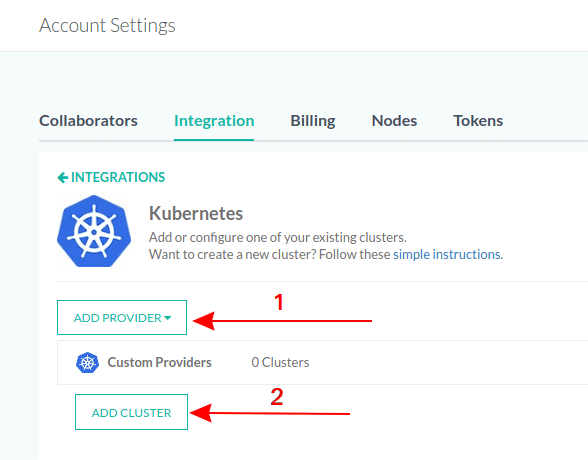 Account Settings
Collaborators Integration Billing Nodes Tokens
INTEGRATIONS
Kubernetes
Add or configure one of your existing clusters.
Want to create a new cluster? Follow these simple instructions.
ADD PROVIDER 1
Custom Providers 0 Clusters
ADD CLUSTER 2